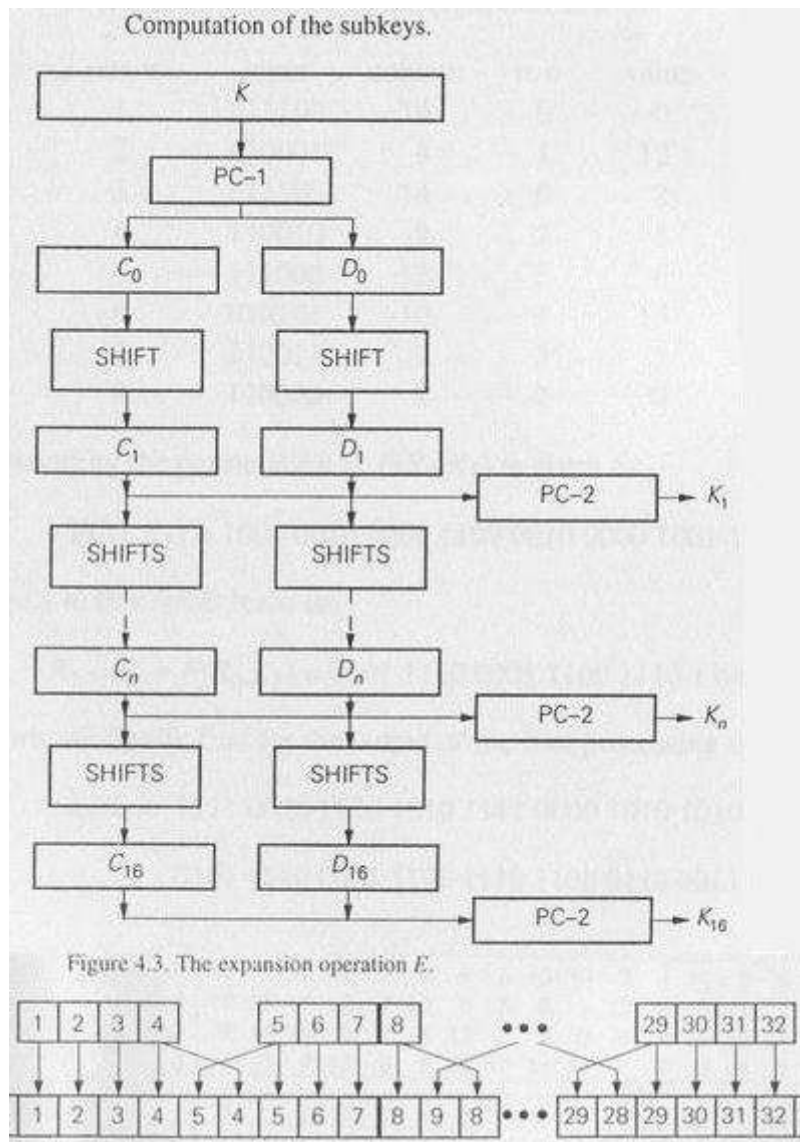 Computation of the subkeys.
K
PC–1
C0 D0
SHIFT SHIFT
C1 D1
PC–2 K1
SHIFTS SHIFTS
Cn Dn
PC–2 Kn
SHIFTS SHIFTS
C16 D16
PC–2 K16
Figure 4.3. The expansion operation E.
1 2 3 4 5 6 7 8 ••• 29 30 31 32
1 2 3 4 5 4 5 6 7 8 9 8 ••• 29 28 29 30 31 32